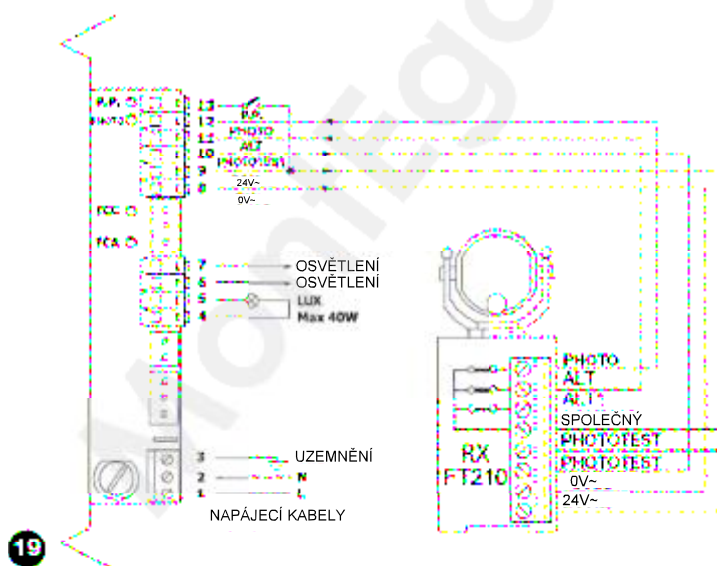 P.P.
13
P.P.
PHOTO
12
PHOTO
11
ALT
10
PHOTOTEST
9
24V~
8
0V~
FCC
FCA
7 OSVĚTLENÍ
6 OSVĚTLENÍ
5 LUX
4 Max 40W
3 UZEMNĚNÍ
2 N
1 L
NAPÁJECÍ KABELY
RX
FT210
PHOTO
ALT
ALT
SPOLEČNÝ
PHOTOTEST
PHOTOTEST
0V~
24V~
19